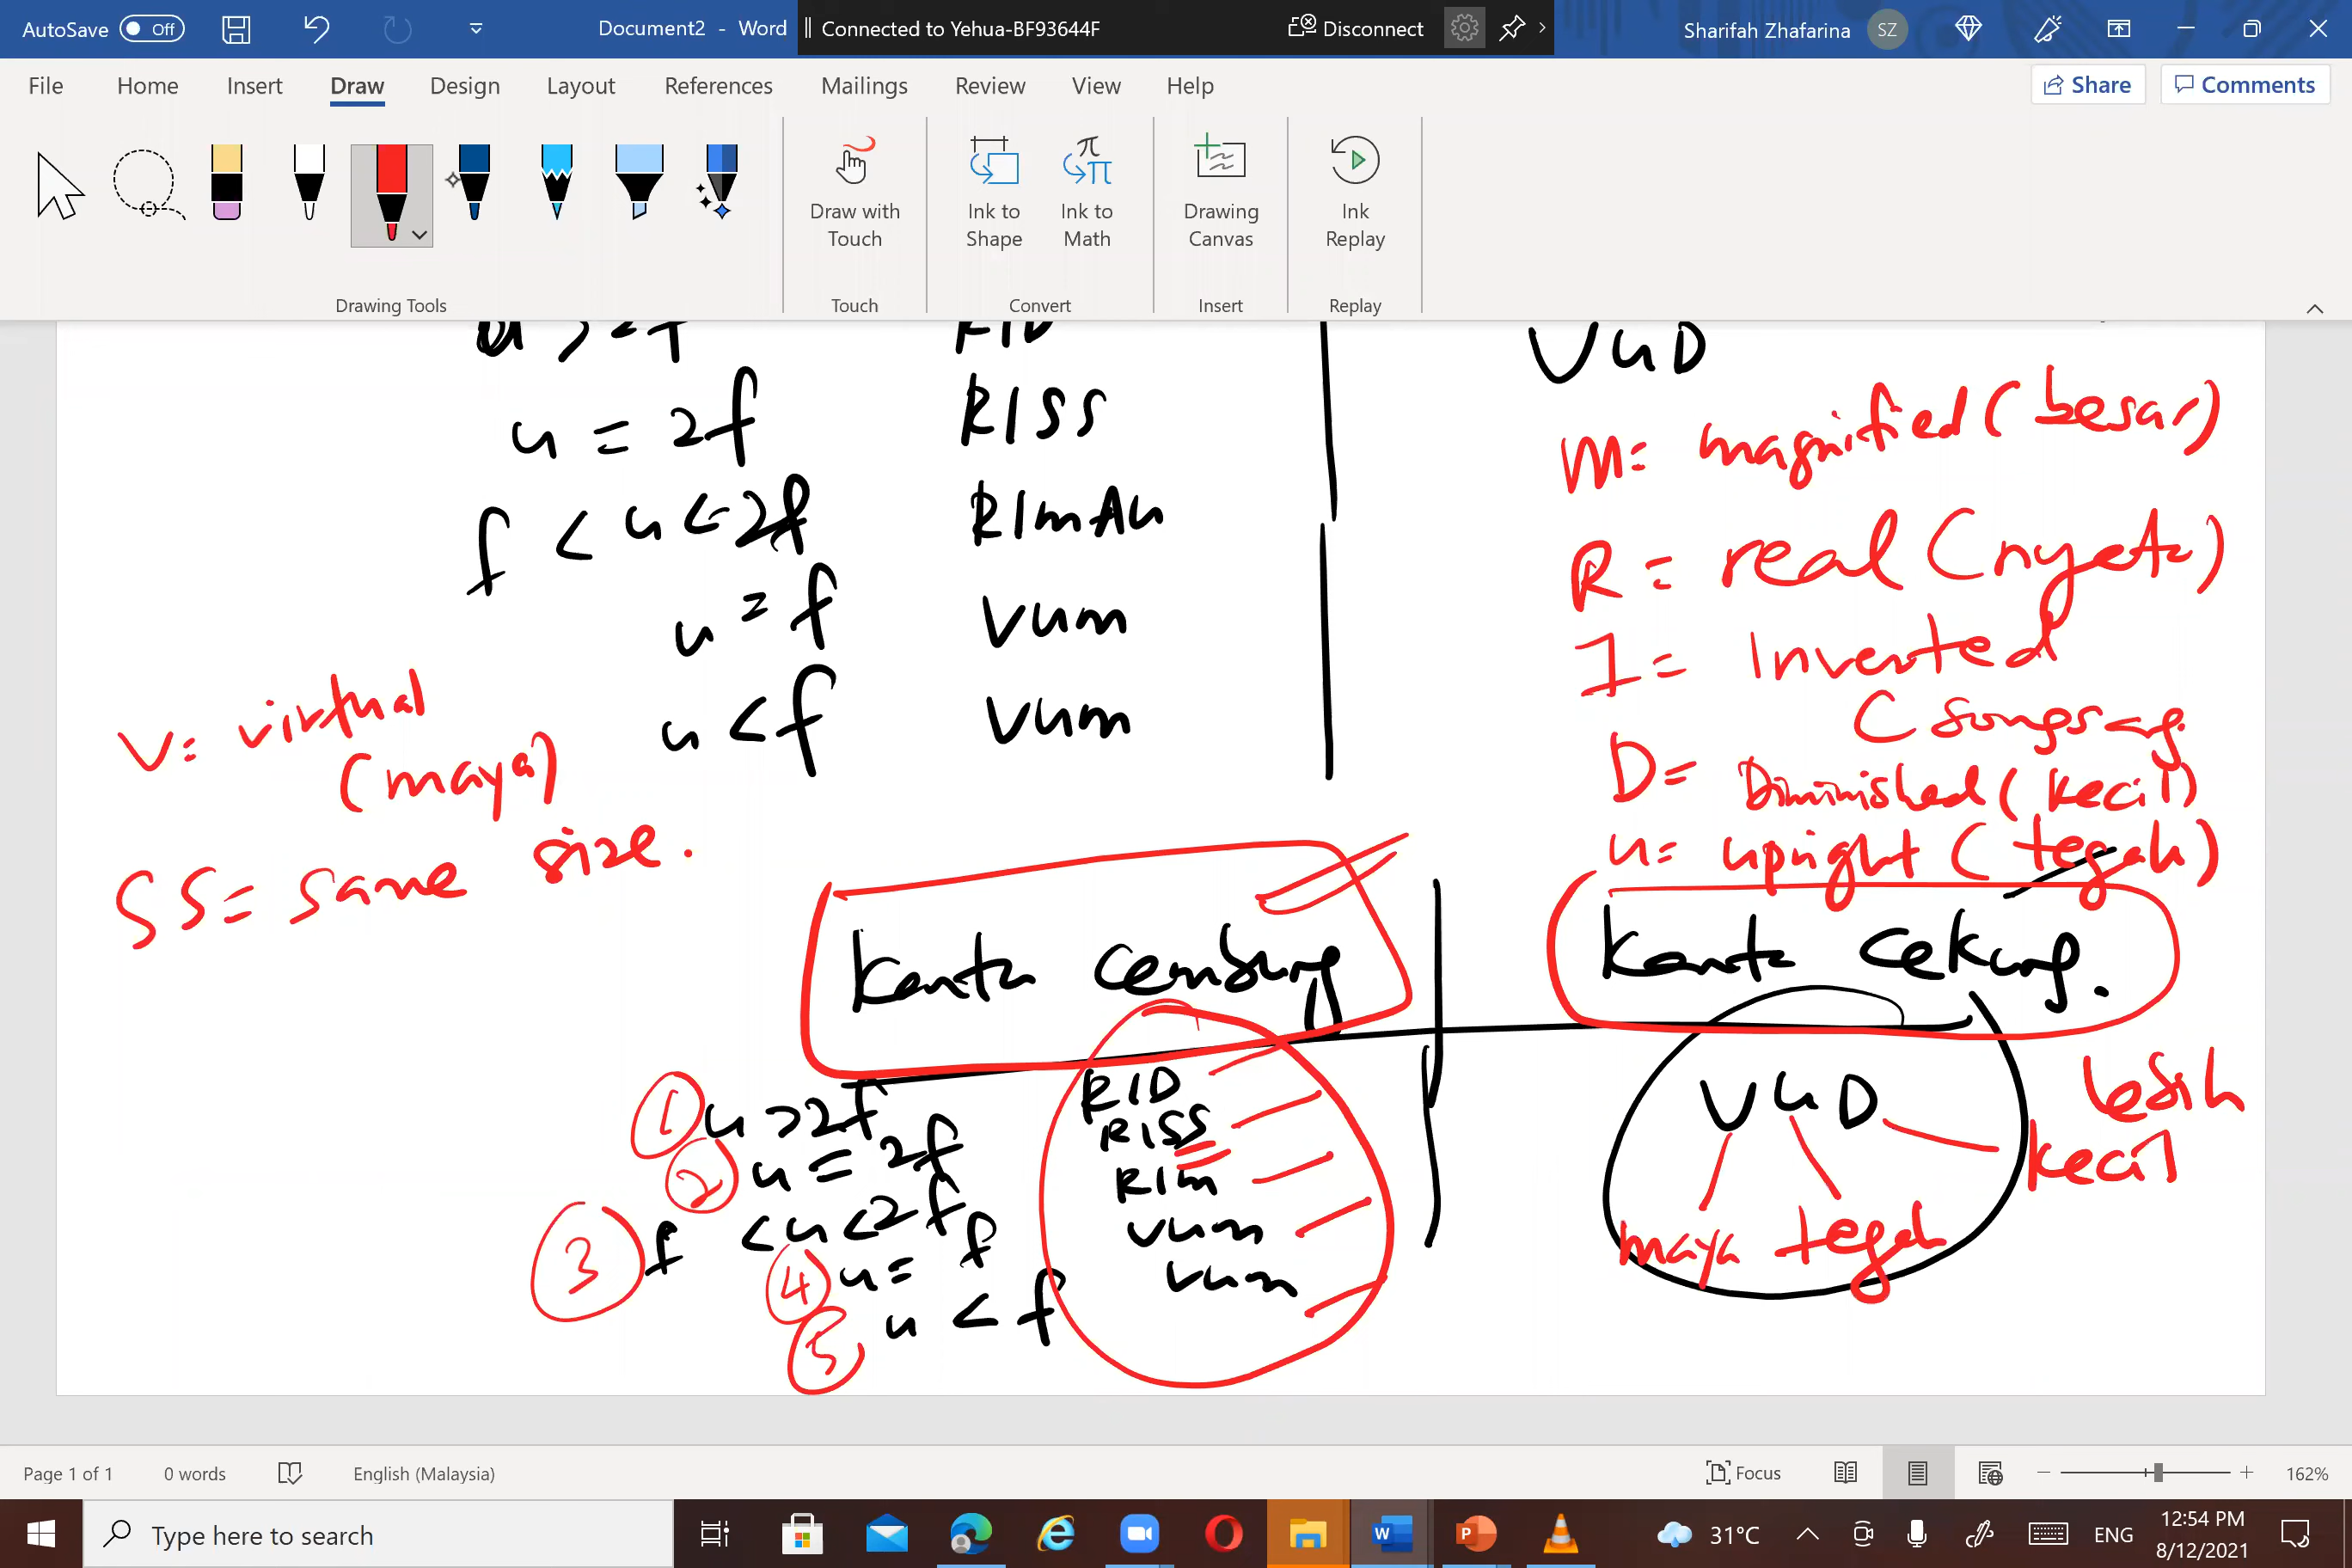 AutoSave Off Document2 - Word Connected to Yehua-BF93644F Disconnect Sharifah Zhafarina SZ
File Home Insert Draw Design Layout References Mailings Review View Help Share Comments
Draw with Touch
Ink to Shape
Ink to Math
Drawing Canvas
Ink Replay
Drawing Tools Touch Convert Insert Replay
u > 2f RID VUD
u = 2f RISS
f < u < 2f RImAu
u = f Vum
u < f Vum
M= magnified (besar)
R= real (nyeta)
I= Inverted
(songsang
D= Diminished (kecil)
u= upright (tegah)
V= virtual
(maya)
SS= same size.
kanta cembung
kanta cekung.
1 u > 2f RID
2 u = 2f RISS
3 f < u < 2f RIm
4 u = f Vum
5 u < f Vum
VUD
lebih
kecil
maya tegak
Page 1 of 1 0 words English (Malaysia) Focus 162%
Type here to search 31°C ENG 12:54 PM
8/12/2021